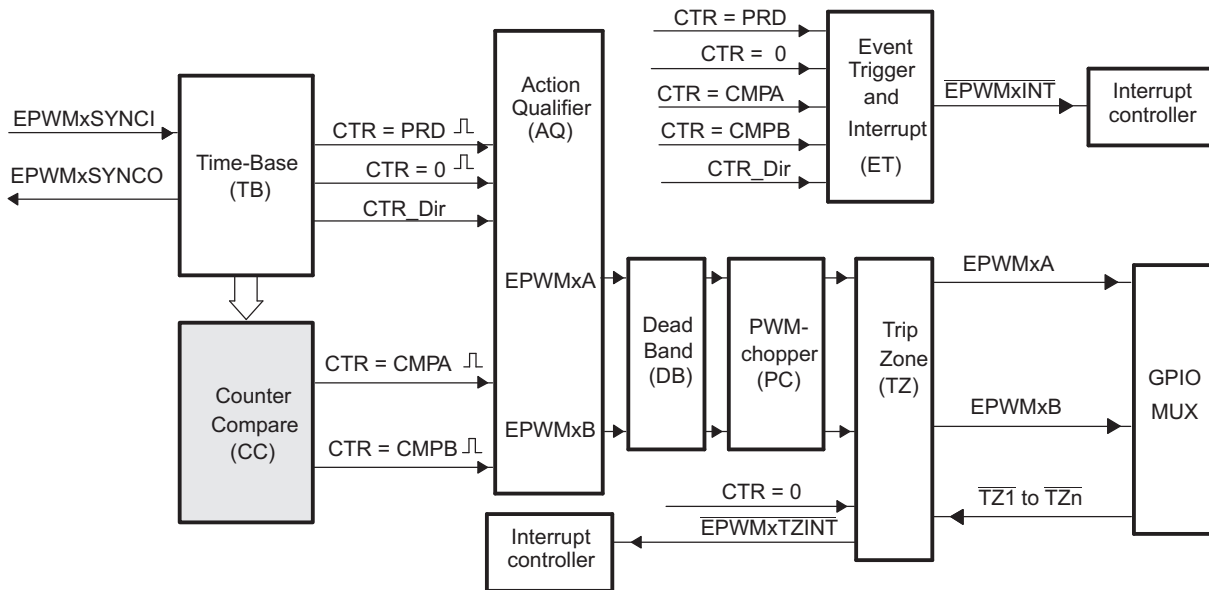 EPWMxSYNCI
EPWMxSYNCO
Time-Base
(TB)
CTR = PRD
CTR = 0
CTR_Dir
Counter
Compare
(CC)
CTR = CMPA
CTR = CMPB
Action
Qualifier
(AQ)
EPWMxA
EPWMxB
CTR = PRD
CTR = 0
CTR = CMPA
CTR = CMPB
CTR_Dir
Event
Trigger
and
Interrupt
(ET)
EPWMxINT
Interrupt
controller
Dead
Band
(DB)
PWM-
chopper
(PC)
Trip
Zone
(TZ)
EPWMxA
EPWMxB
TZ1 to TZn
GPIO
MUX
CTR = 0
EPWMxTZINT
Interrupt
controller